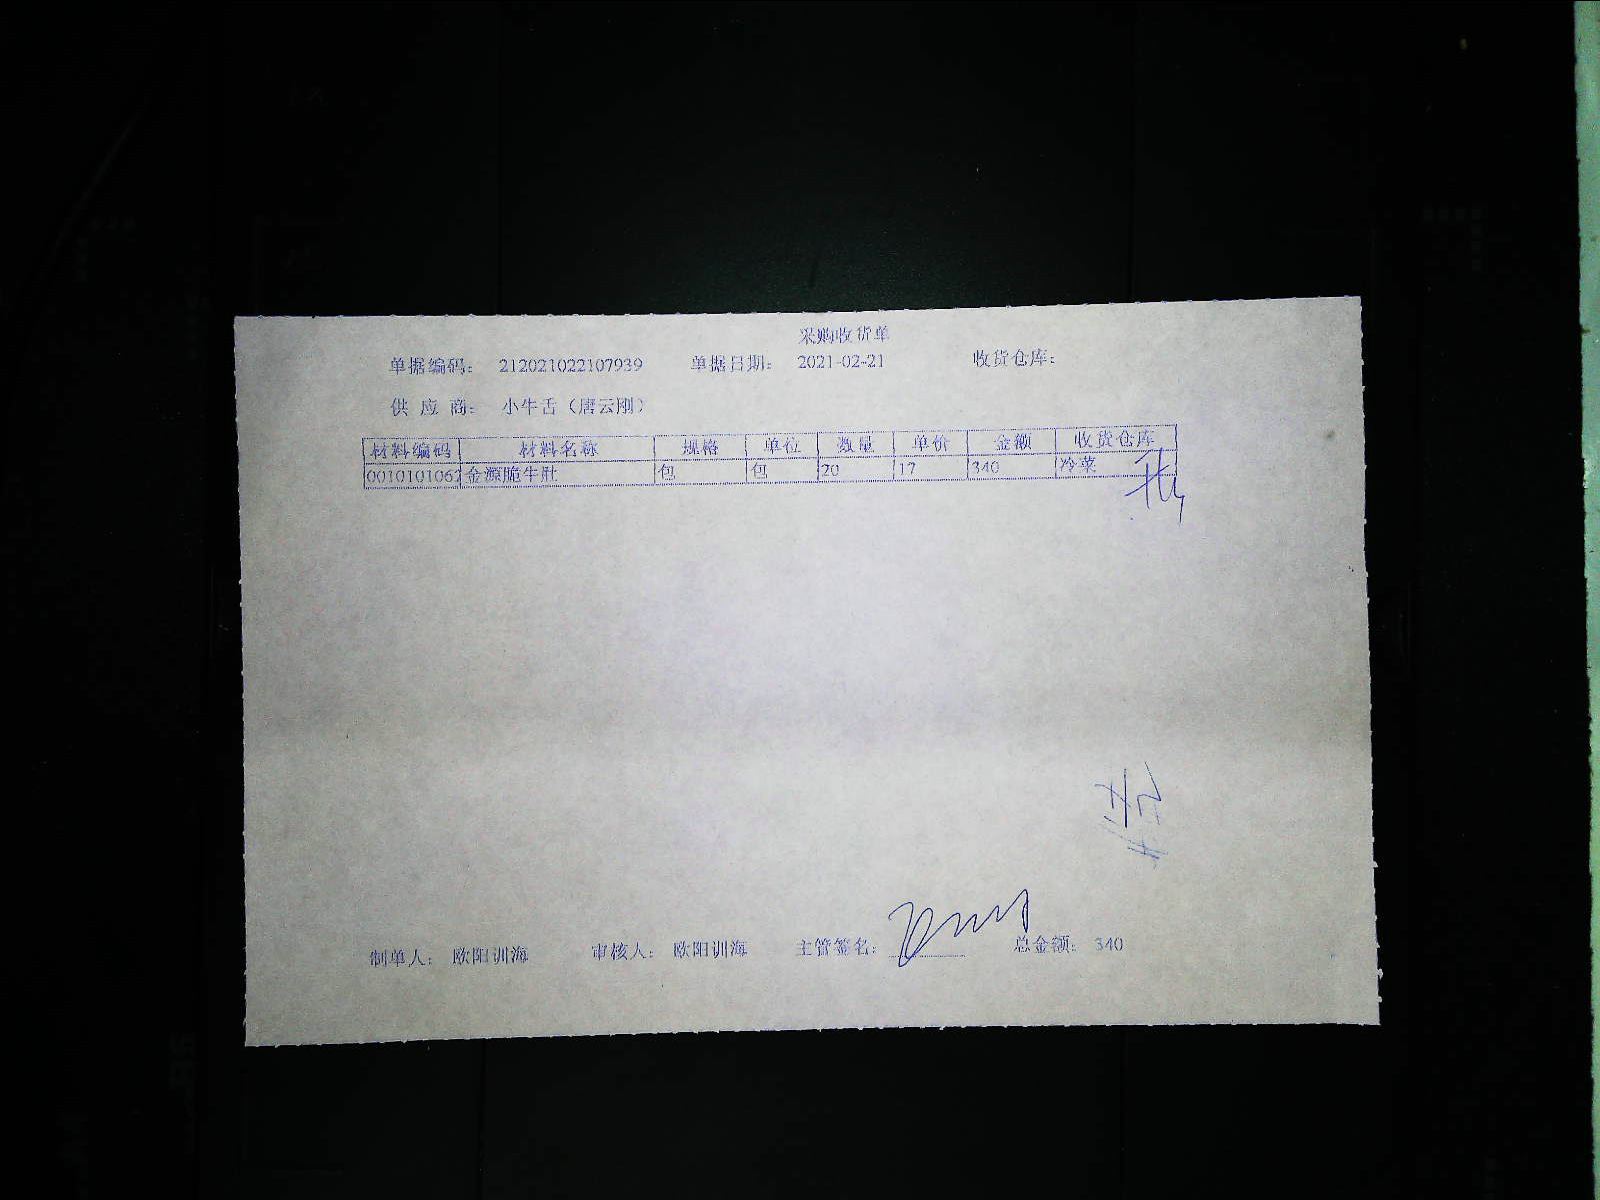 采购收货单
单据编码： 212021022107939 单据日期： 2021-02-21 收货仓库：
供 应 商： 小牛舌（唐云刚）
材料编码 材料名称 规格 单位 数量 单价 金额 收货仓库
0010101062 金源脆牛肚 包 包 20 17 340 冷菜
制单人： 欧阳训海 审核人： 欧阳训海 主管签名： 总金额： 340